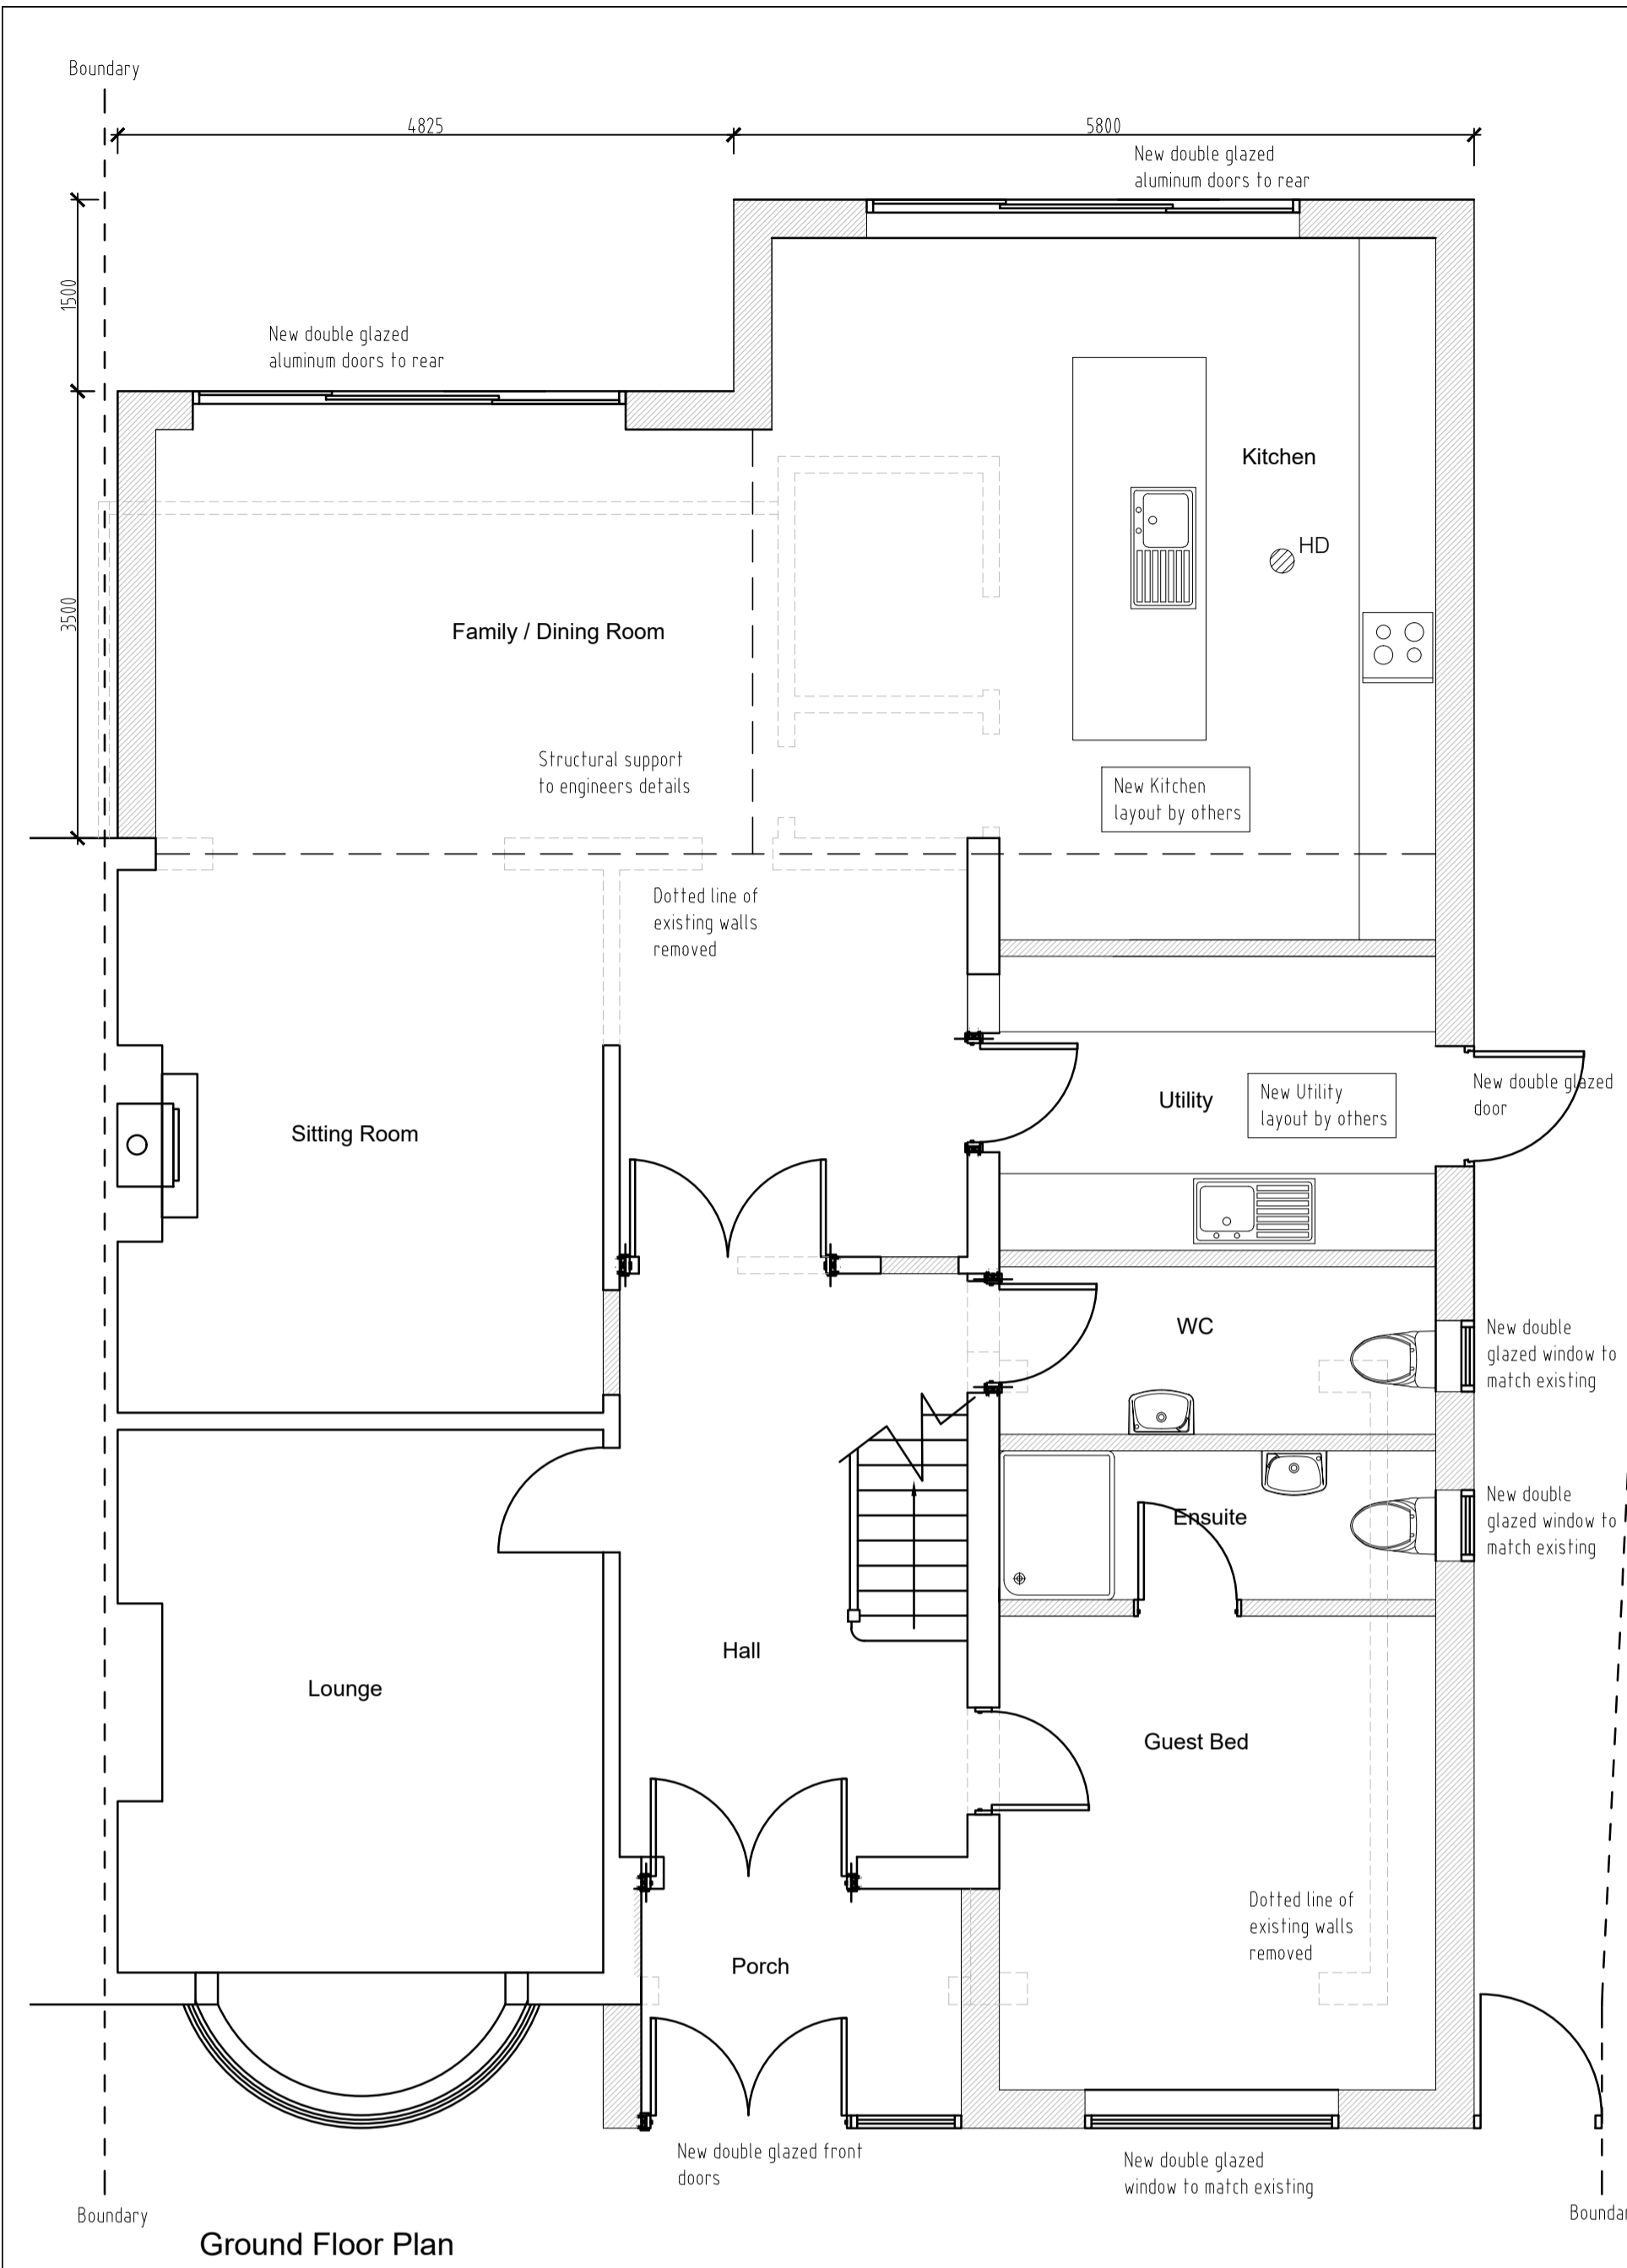 Boundary
4825
5800
New double glazed
aluminum doors to rear
1500
New double glazed
aluminum doors to rear
Kitchen
HD
3500
Family / Dining Room
Structural support
to engineers details
New Kitchen
layout by others
Dotted line of
existing walls
removed
Sitting Room
Utility
New Utility
layout by others
New double glazed
door
WC
New double
glazed window to
match existing
Ensuite
New double
glazed window to
match existing
Hall
Lounge
Guest Bed
Dotted line of
existing walls
removed
Porch
New double glazed front
doors
New double glazed
window to match existing
Boundary
Boundar
Ground Floor Plan